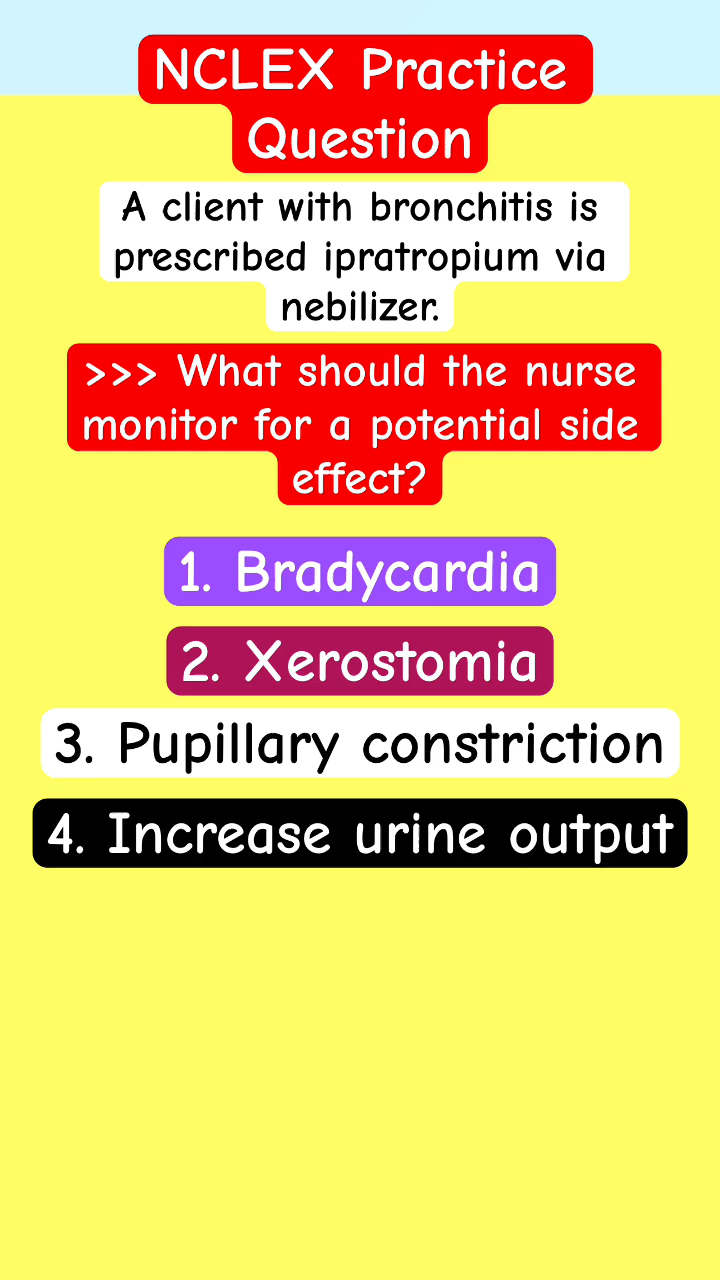 NCLEX Practice
Question
A client with bronchitis is
prescribed ipratropium via
nebilizer.
>>> What should the nurse
monitor for a potential side
effect?
1. Bradycardia
2. Xerostomia
3. Pupillary constriction
4. Increase urine output